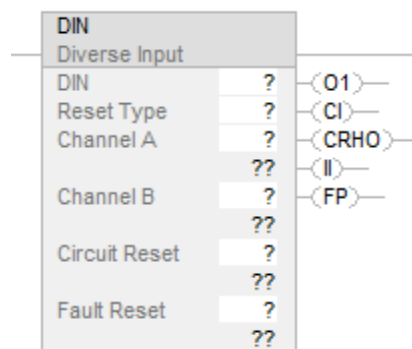 DIN
Diverse Input
DIN ? O1
Reset Type ? CI
Channel A ? CRHO
?? II
Channel B ? FP
??
Circuit Reset ?
??
Fault Reset ?
??